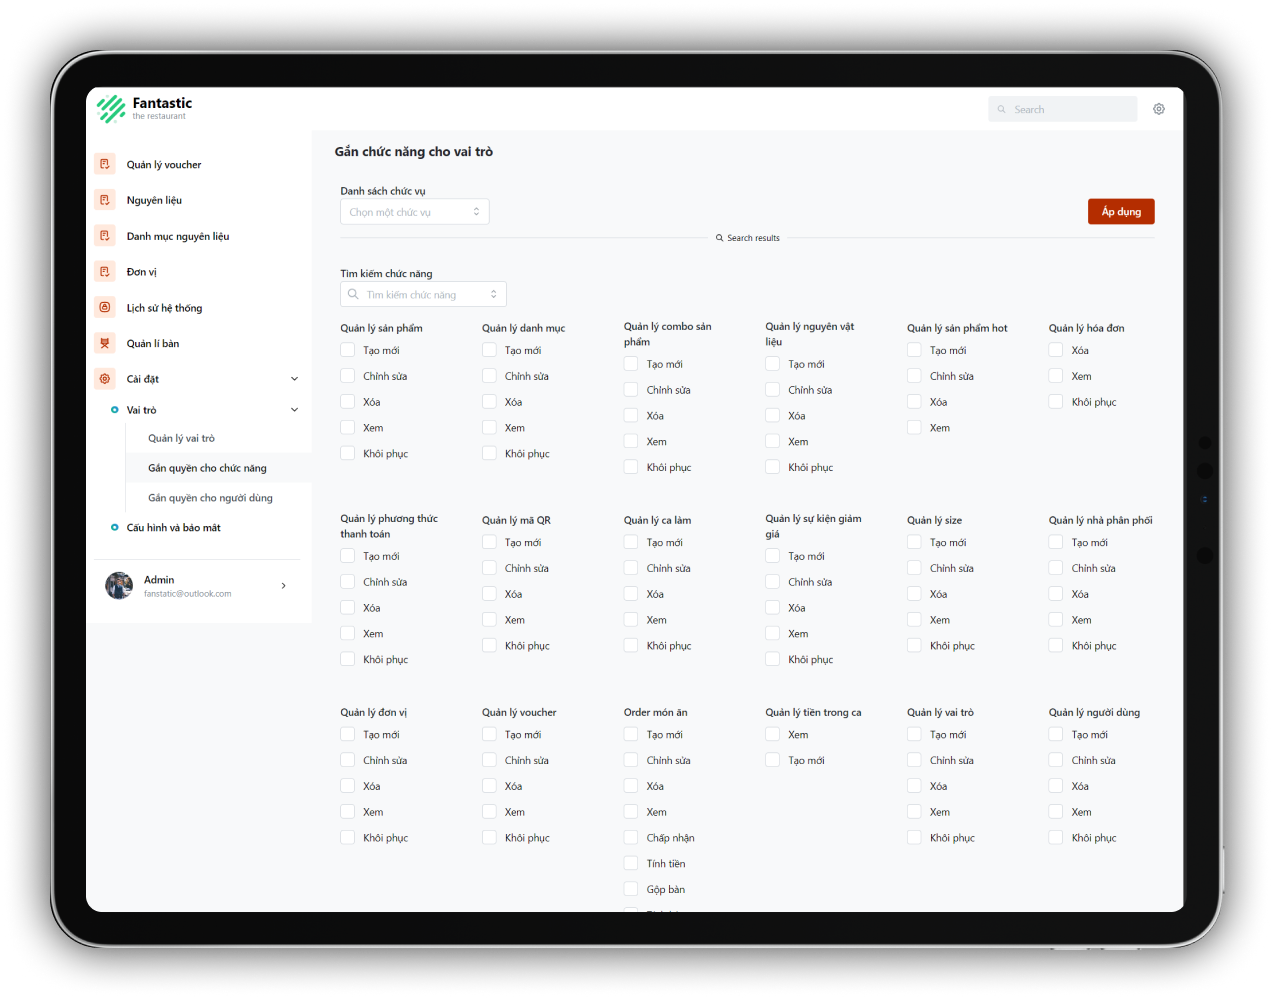 Fantastic
the restaurant
Search
Quản lý voucher
Nguyên liệu
Danh mục nguyên liệu
Đơn vị
Lịch sử hệ thống
Quản lí bàn
Cài đặt
Vai trò
Quản lý vai trò
Gắn quyền cho chức năng
Gắn quyền cho người dùng
Cấu hình và bảo mât
Admin
fanstatic@outlook.com
Gắn chức năng cho vai trò
Danh sách chức vụ
Chọn một chức vụ
Áp dụng
Search results
Tìm kiếm chức năng
Tìm kiếm chức năng
Quản lý sản phẩm
Tạo mới
Chỉnh sửa
Xóa
Xem
Khôi phục
Quản lý danh mục
Tạo mới
Chỉnh sửa
Xóa
Xem
Khôi phục
Quản lý combo sản
phẩm
Tạo mới
Chỉnh sửa
Xóa
Xem
Khôi phục
Quản lý nguyên vật
liệu
Tạo mới
Chỉnh sửa
Xóa
Xem
Khôi phục
Quản lý sản phẩm hot
Tạo mới
Chỉnh sửa
Xóa
Xem
Quản lý hóa đơn
Xóa
Xem
Khôi phục
Quản lý phương thức
thanh toán
Tạo mới
Chỉnh sửa
Xóa
Xem
Khôi phục
Quản lý mã QR
Tạo mới
Chỉnh sửa
Xóa
Xem
Khôi phục
Quản lý ca làm
Tạo mới
Chỉnh sửa
Xóa
Xem
Khôi phục
Quản lý sự kiện giảm
giá
Tạo mới
Chỉnh sửa
Xóa
Xem
Khôi phục
Quản lý size
Tạo mới
Chỉnh sửa
Xóa
Xem
Khôi phục
Quản lý nhà phân phối
Tạo mới
Chỉnh sửa
Xóa
Xem
Khôi phục
Quản lý đơn vị
Tạo mới
Chỉnh sửa
Xóa
Xem
Khôi phục
Quản lý voucher
Tạo mới
Chỉnh sửa
Xóa
Xem
Khôi phục
Order món ăn
Tạo mới
Chỉnh sửa
Xóa
Xem
Chấp nhận
Tính tiền
Gộp bàn
Quản lý tiền trong ca
Xem
Tạo mới
Quản lý vai trò
Tạo mới
Chỉnh sửa
Xóa
Xem
Khôi phục
Quản lý người dùng
Tạo mới
Chỉnh sửa
Xóa
Xem
Khôi phục